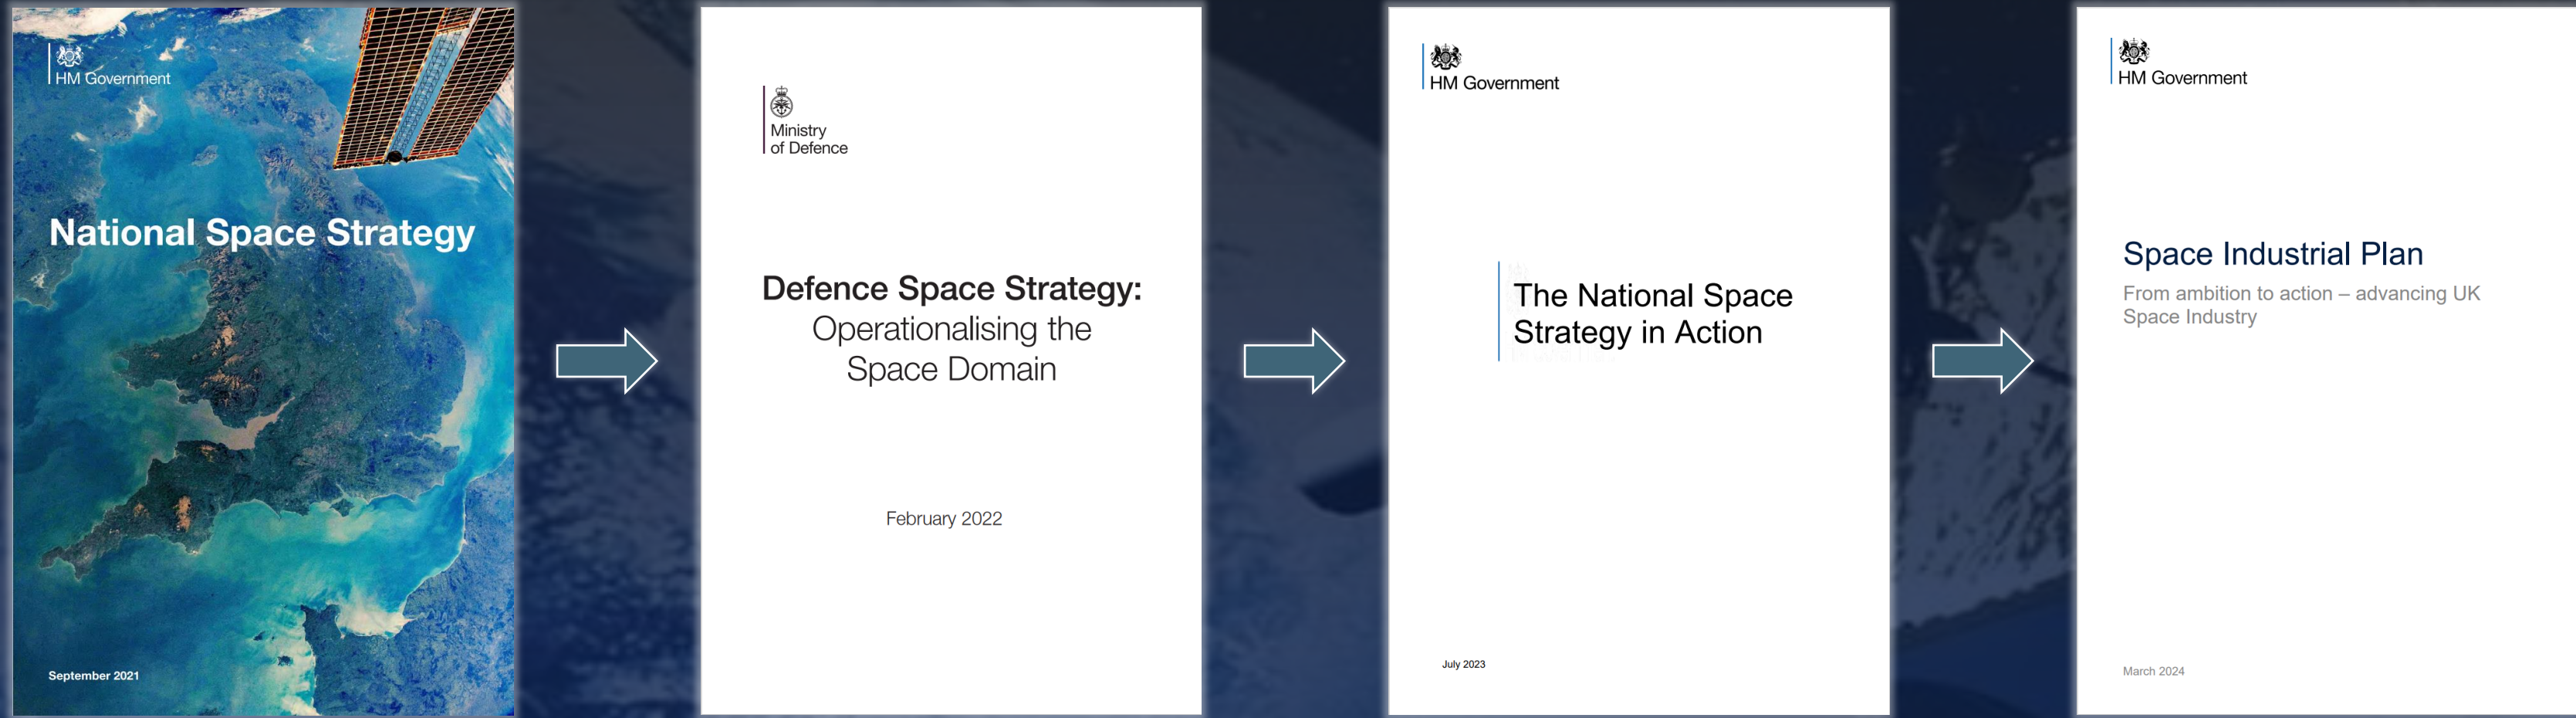 HM Government
National Space Strategy
September 2021
Ministry
of Defence
Defence Space Strategy:
Operationalising the
Space Domain
February 2022
HM Government
The National Space
Strategy in Action
July 2023
HM Government
Space Industrial Plan
From ambition to action – advancing UK
Space Industry
March 2024